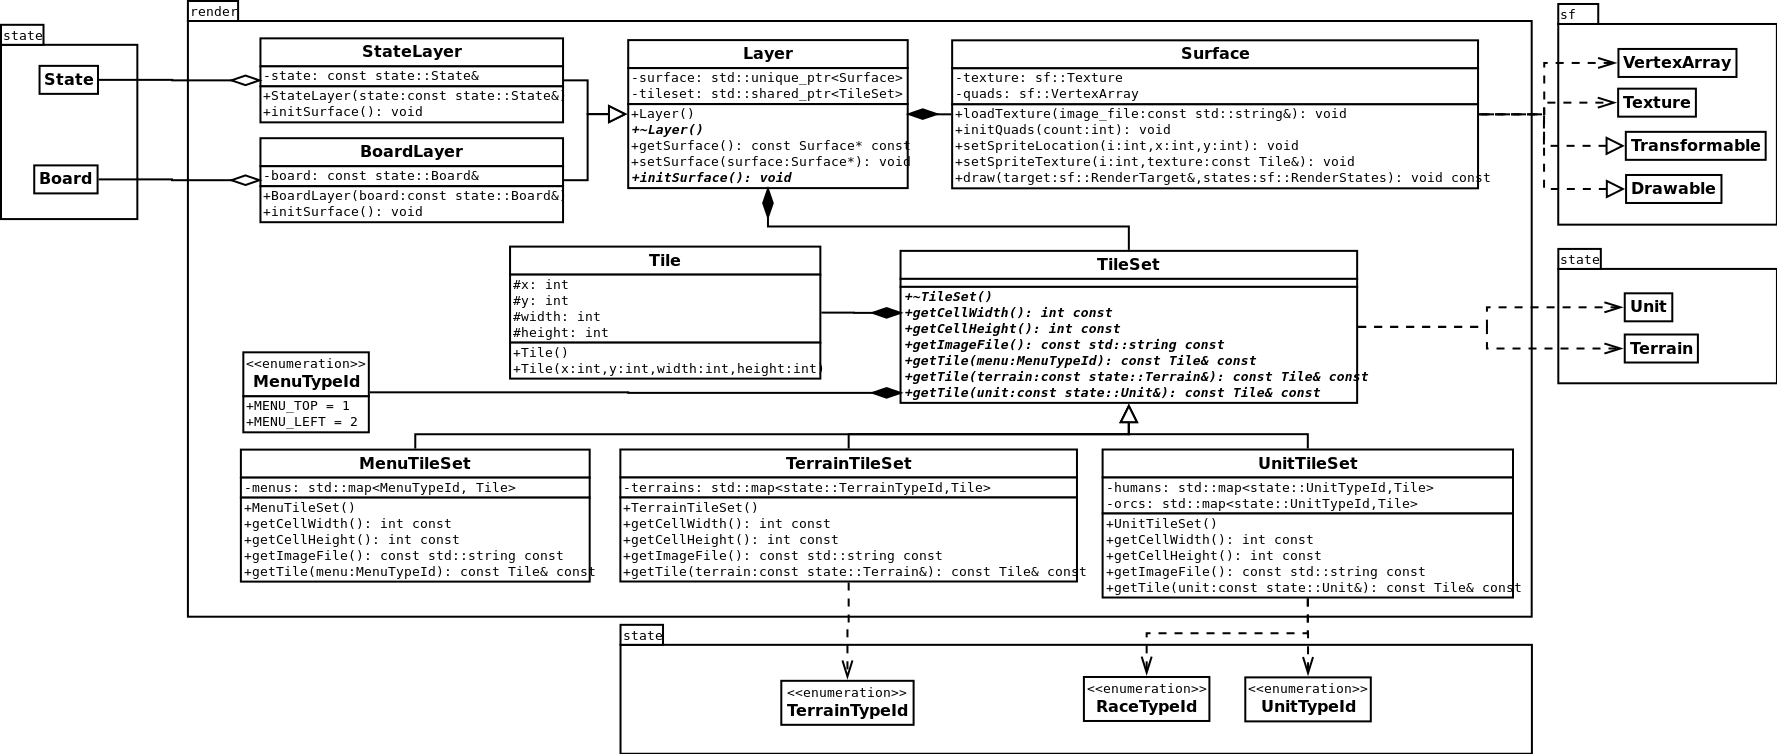 render
state
State
Board
StateLayer
-state: const state::State&
+StateLayer(state:const state::State&)
+initSurface(): void
BoardLayer
-board: const state::Board&
+BoardLayer(board:const state::Board&)
+initSurface(): void
Layer
-surface: std::unique_ptr<Surface>
-tileset: std::shared_ptr<TileSet>
+Layer()
+~Layer()
+getSurface(): const Surface* const
+setSurface(surface:Surface*): void
+initSurface(): void
Surface
-texture: sf::Texture
-quads: sf::VertexArray
+loadTexture(image_file:const std::string&): void
+initQuads(count:int): void
+setSpriteLocation(i:int,x:int,y:int): void
+setSpriteTexture(i:int,texture:const Tile&): void
+draw(target:sf::RenderTarget&,states:sf::RenderStates): void const
sf
VertexArray
Texture
Transformable
Drawable
Tile
#x: int
#y: int
#width: int
#height: int
+Tile()
+Tile(x:int,y:int,width:int,height:int)
TileSet
+~TileSet()
+getCellWidth(): int const
+getCellHeight(): int const
+getImageFile(): const std::string const
+getTile(menu:MenuTypeId): const Tile& const
+getTile(terrain:const state::Terrain&): const Tile& const
+getTile(unit:const state::Unit&): const Tile& const
state
Unit
Terrain
<<enumeration>>
MenuTypeId
+MENU_TOP = 1
+MENU_LEFT = 2
MenuTileSet
-menus: std::map<MenuTypeId, Tile>
+MenuTileSet()
+getCellWidth(): int const
+getCellHeight(): int const
+getImageFile(): const std::string const
+getTile(menu:MenuTypeId): const Tile& const
TerrainTileSet
-terrains: std::map<state::TerrainTypeId,Tile>
+TerrainTileSet()
+getCellWidth(): int const
+getCellHeight(): int const
+getImageFile(): const std::string const
+getTile(terrain:const state::Terrain&): const Tile& const
UnitTileSet
-humans: std::map<state::UnitTypeId,Tile>
-orcs: std::map<state::UnitTypeId,Tile>
+UnitTileSet()
+getCellWidth(): int const
+getCellHeight(): int const
+getImageFile(): const std::string const
+getTile(unit:const state::Unit&): const Tile& const
state
<<enumeration>>
TerrainTypeId
<<enumeration>>
RaceTypeId
<<enumeration>>
UnitTypeId